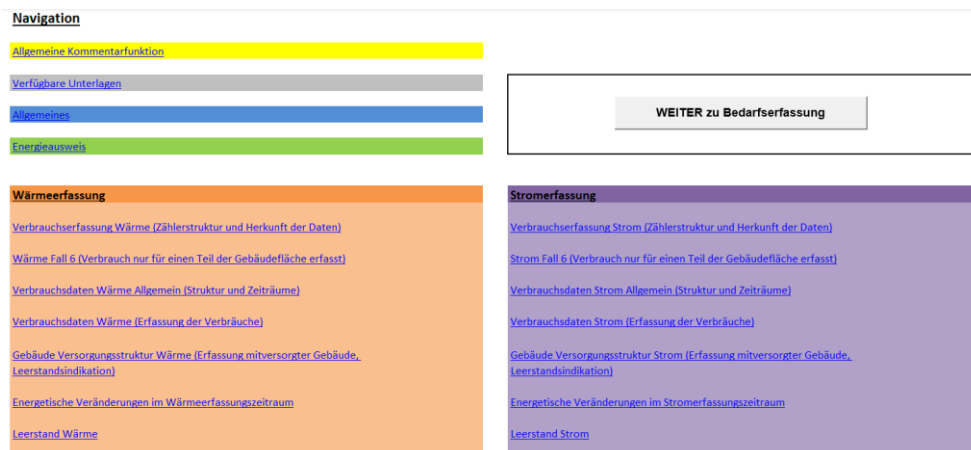 Navigation
Allgemeine Kommentarfunktion
Verfügbare Unterlagen
Allgemeines
Energieausweis
WEITER zu Bedarfserfassung
Wärmeerfassung
Verbrauchserfassung Wärme (Zählerstruktur und Herkunft der Daten)
Wärme Fall 6 (Verbrauch nur für einen Teil der Gebäudefläche erfasst)
Verbrauchsdaten Wärme Allgemein (Struktur und Zeiträume)
Verbrauchsdaten Wärme (Erfassung der Verbräuche)
Gebäude Versorgungsstruktur Wärme (Erfassung mitversorgter Gebäude,
Leerstandsindikation)
Energetische Veränderungen im Wärmeerfassungszeitraum
Leerstand Wärme
Stromerfassung
Verbrauchserfassung Strom (Zählerstruktur und Herkunft der Daten)
Strom Fall 6 (Verbrauch nur für einen Teil der Gebäudefläche erfasst)
Verbrauchsdaten Strom Allgemein (Struktur und Zeiträume)
Verbrauchsdaten Strom (Erfassung der Verbräuche)
Gebäude Versorgungsstruktur Strom (Erfassung mitversorgter Gebäude,
Leerstandsindikation)
Energetische Veränderungen im Stromerfassungszeitraum
Leerstand Strom